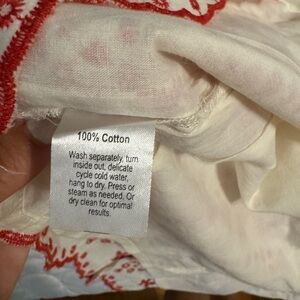 100% Cotton
Wash separately, turn
inside out, delicate
cycle cold water,
hang to dry. Press or
steam as needed. Or
dry clean for optimal
results.